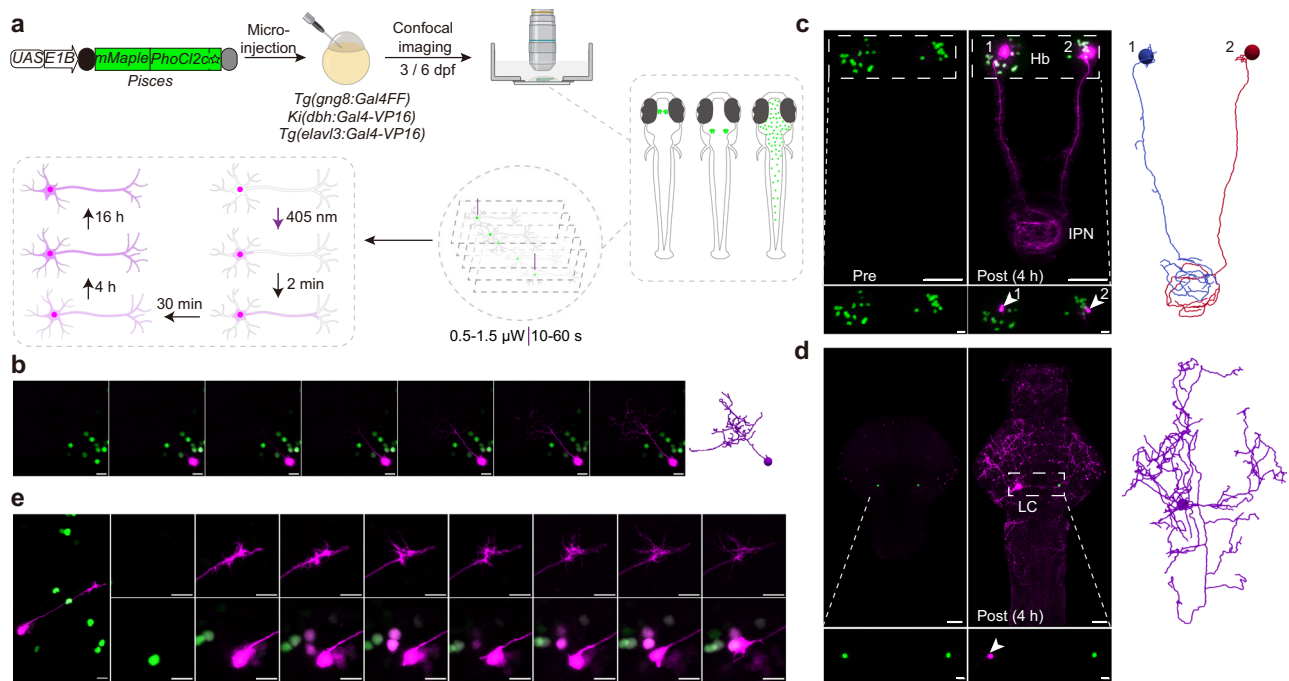 a
UAS E1B mMaple PhoCl2c☆
Pisces
Micro-
injection
Confocal
imaging
3 / 6 dpf
Tg(gng8:Gal4FF)
Ki(dbh:Gal4-VP16)
Tg(elavl3:Gal4-VP16)
16 h
405 nm
4 h
2 min
30 min
0.5-1.5 µW 10-60 s
b
c
1 2
Hb
IPN
Pre
Post (4 h)
1 2
1 2
d
LC
Post (4 h)
e